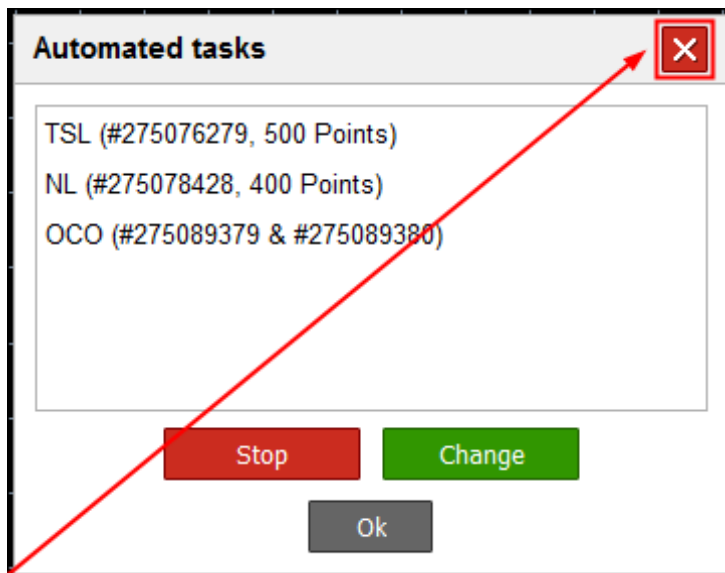 Automated tasks
TSL (#275076279, 500 Points)
NL (#275078428, 400 Points)
OCO (#275089379 & #275089380)
Stop
Change
Ok